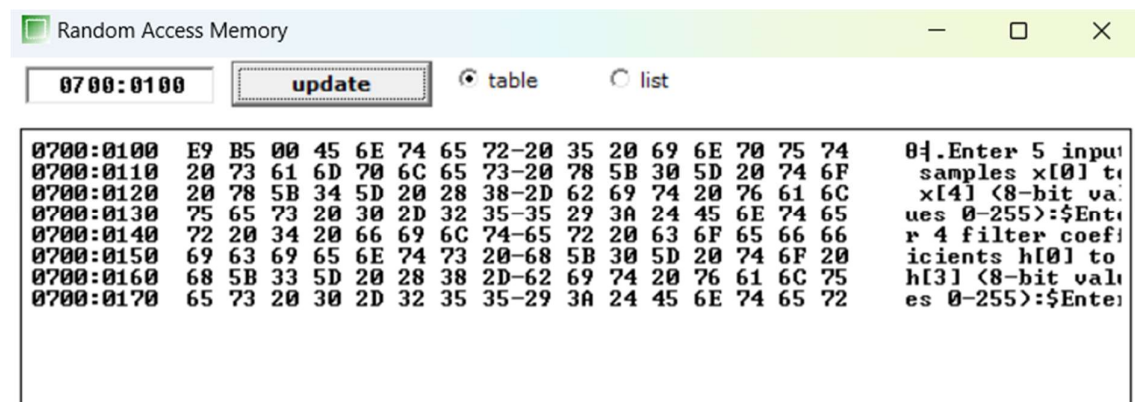 Random Access Memory
0700:0100 update table list
0700:0100 E9 B5 00 45 6E 74 65 72-20 35 20 69 6E 70 75 74 Θ╡.Enter 5 input
0700:0110 20 73 61 6D 70 6C 65 73-20 78 5B 30 5D 20 74 6F samples x[0] to
0700:0120 20 78 5B 34 5D 20 28 38-2D 62 69 74 20 76 61 6C x[4] (8-bit va
0700:0130 75 65 73 20 30 2D 32 35-35 29 3A 24 45 6E 74 65 ues 0-255):$Ente
0700:0140 72 20 34 20 66 69 6C 74-65 72 20 63 6F 65 66 66 r 4 filter coef
0700:0150 69 63 69 65 6E 74 73 20-68 5B 30 5D 20 74 6F 20 icients h[0] to
0700:0160 68 5B 33 5D 20 28 38 2D-62 69 74 20 76 61 6C 75 h[3] (8-bit valu
0700:0170 65 73 20 30 2D 32 35 35-29 3A 24 45 6E 74 65 72 es 0-255):$Enter